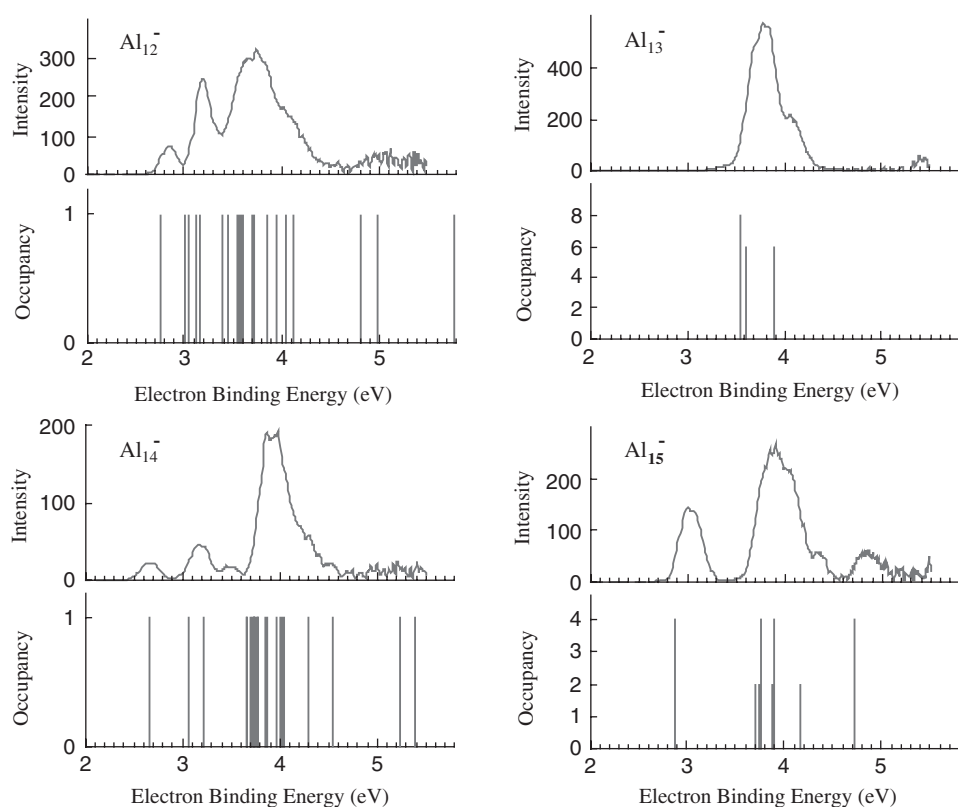 Al12-
Intensity
300
200
100
0
Occupancy
1
0
2 3 4 5
Electron Binding Energy (eV)
Al13-
Intensity
400
200
0
Occupancy
8
6
4
2
0
2 3 4 5
Electron Binding Energy (eV)
Al14-
Intensity
200
100
0
Occupancy
1
0
2 3 4 5
Electron Binding Energy (eV)
Al15-
Intensity
200
100
0
Occupancy
4
3
2
1
0
2 3 4 5
Electron Binding Energy (eV)